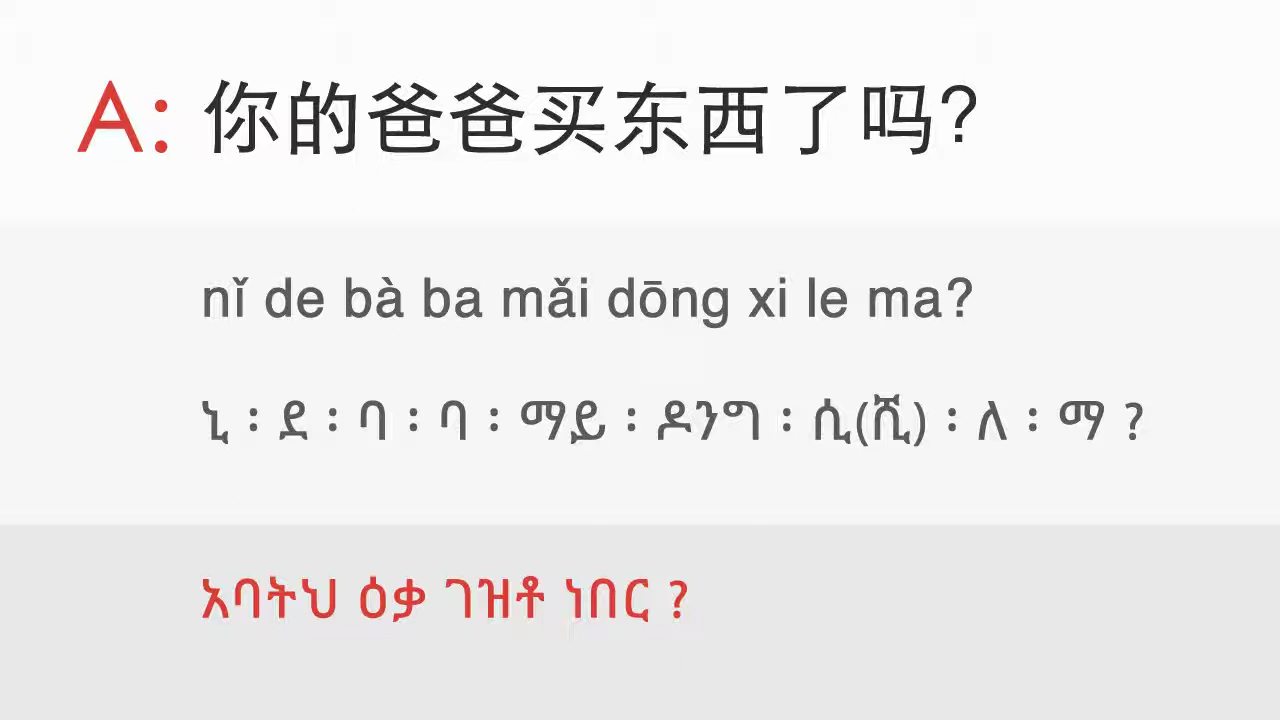 A: 你的爸爸买东西了吗?
nǐ de bà ba mǎi dōng xi le ma?
ኒ ፡ ደ ፡ ባ ፡ ባ ፡ ማይ ፡ ዶንግ ፡ ሲ(ሺ) ፡ ለ ፡ ማ ?
አባትህ ዕቃ ገዝቶ ነበር ?